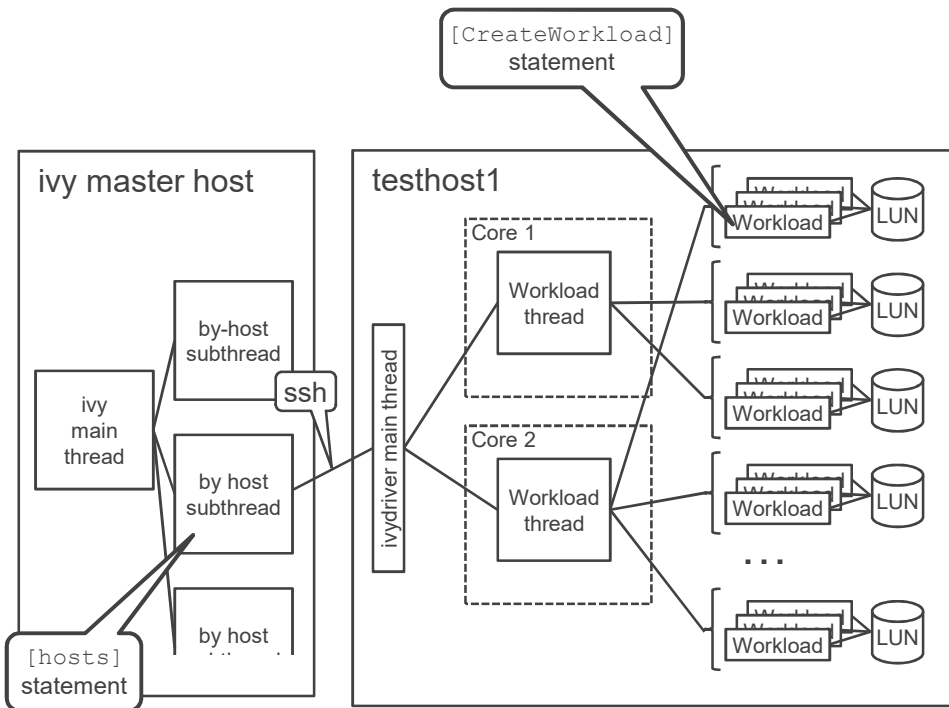 [CreateWorkload]
statement
ivy master host
testhost1
ivy
main
thread
by-host
subthread
by host
subthread
by host
[hosts]
statement
ssh
ivydriver main thread
Core 1
Workload
thread
Core 2
Workload
thread
Workload
LUN
Workload
LUN
Workload
LUN
Workload
LUN
...
Workload
LUN